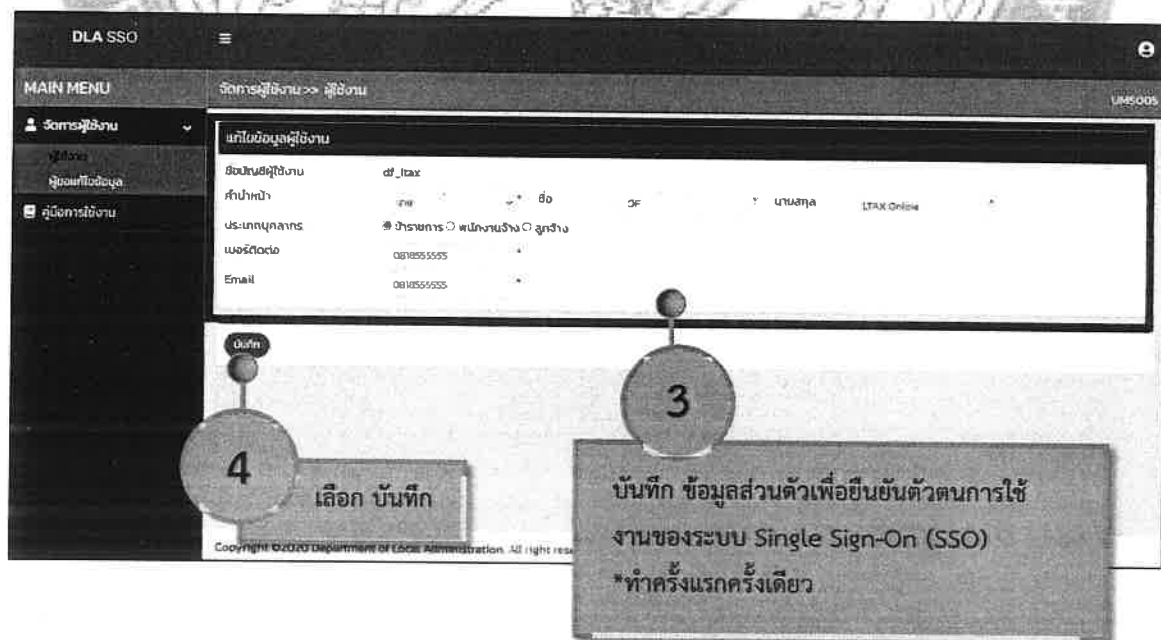 DLA SSO
MAIN MENU
จัดการผู้ใช้งาน >> ผู้ใช้งาน
UMS005
จัดการผู้ใช้งาน
ผู้ใช้งาน
ผู้ขอแก้ไขข้อมูล
คู่มือการใช้งาน
แก้ไขข้อมูลผู้ใช้งาน
ชื่อบัญชีผู้ใช้งาน df_ltax
คำนำหน้า นาย * ชื่อ DF * นามสกุล LTAX Online *
ประเภทบุคลากร ข้าราชการ พนักงานจ้าง ลูกจ้าง
เบอร์ติดต่อ 0818555555 *
Email 0818555555 *
บันทึก
3
บันทึก ข้อมูลส่วนตัวเพื่อยืนยันตัวตนการใช้
งานของระบบ Single Sign-On (SSO)
*ทำครั้งแรกครั้งเดียว
4
เลือก บันทึก
Copyright ©2020 Department of Local Administration. All right rese